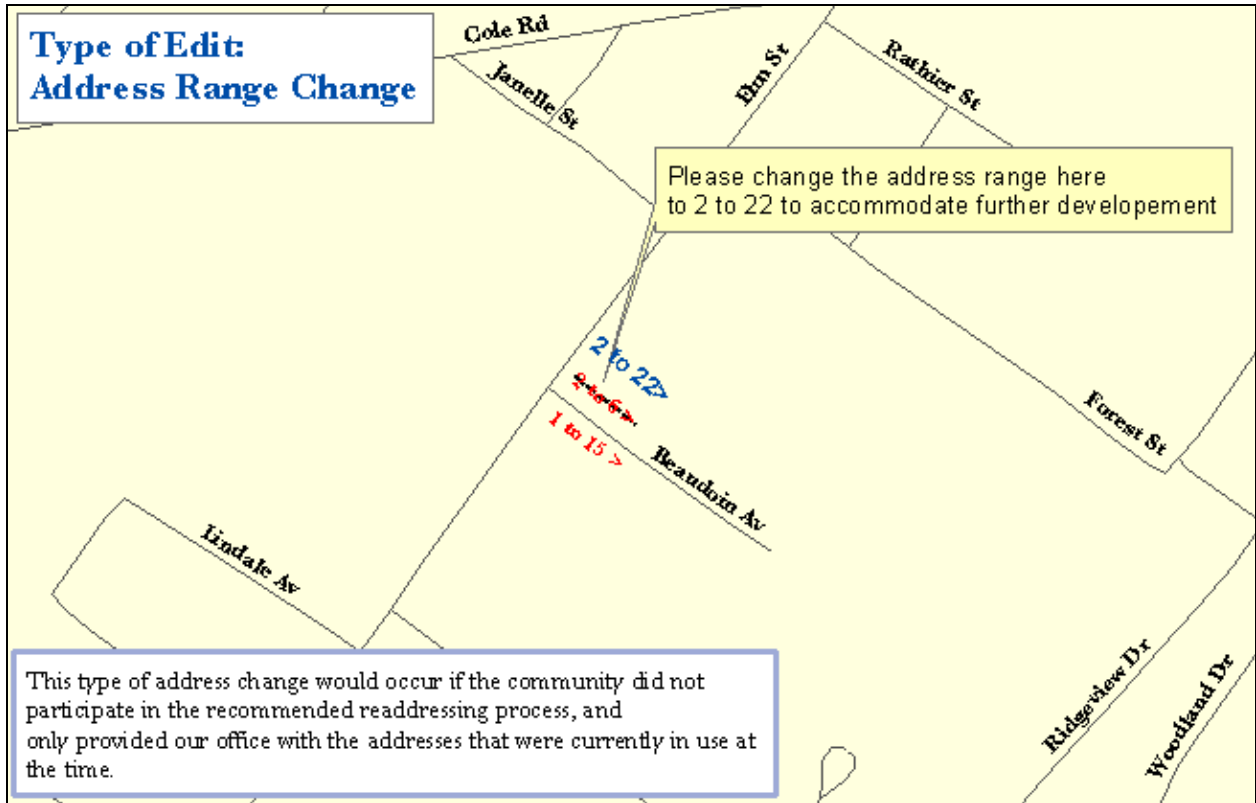 Type of Edit:
Address Range Change
Cole Rd
Janelle St
Elm St
Rathier St
Please change the address range here
to 2 to 22 to accommodate further developement
2 to 22>
2 to 6 >
1 to 15 >
Beaudoin Av
Forest St
Lindale Av
Ridgeview Dr
Woodland Dr
This type of address change would occur if the community did not
participate in the recommended readdressing process, and
only provided our office with the addresses that were currently in use at
the time.